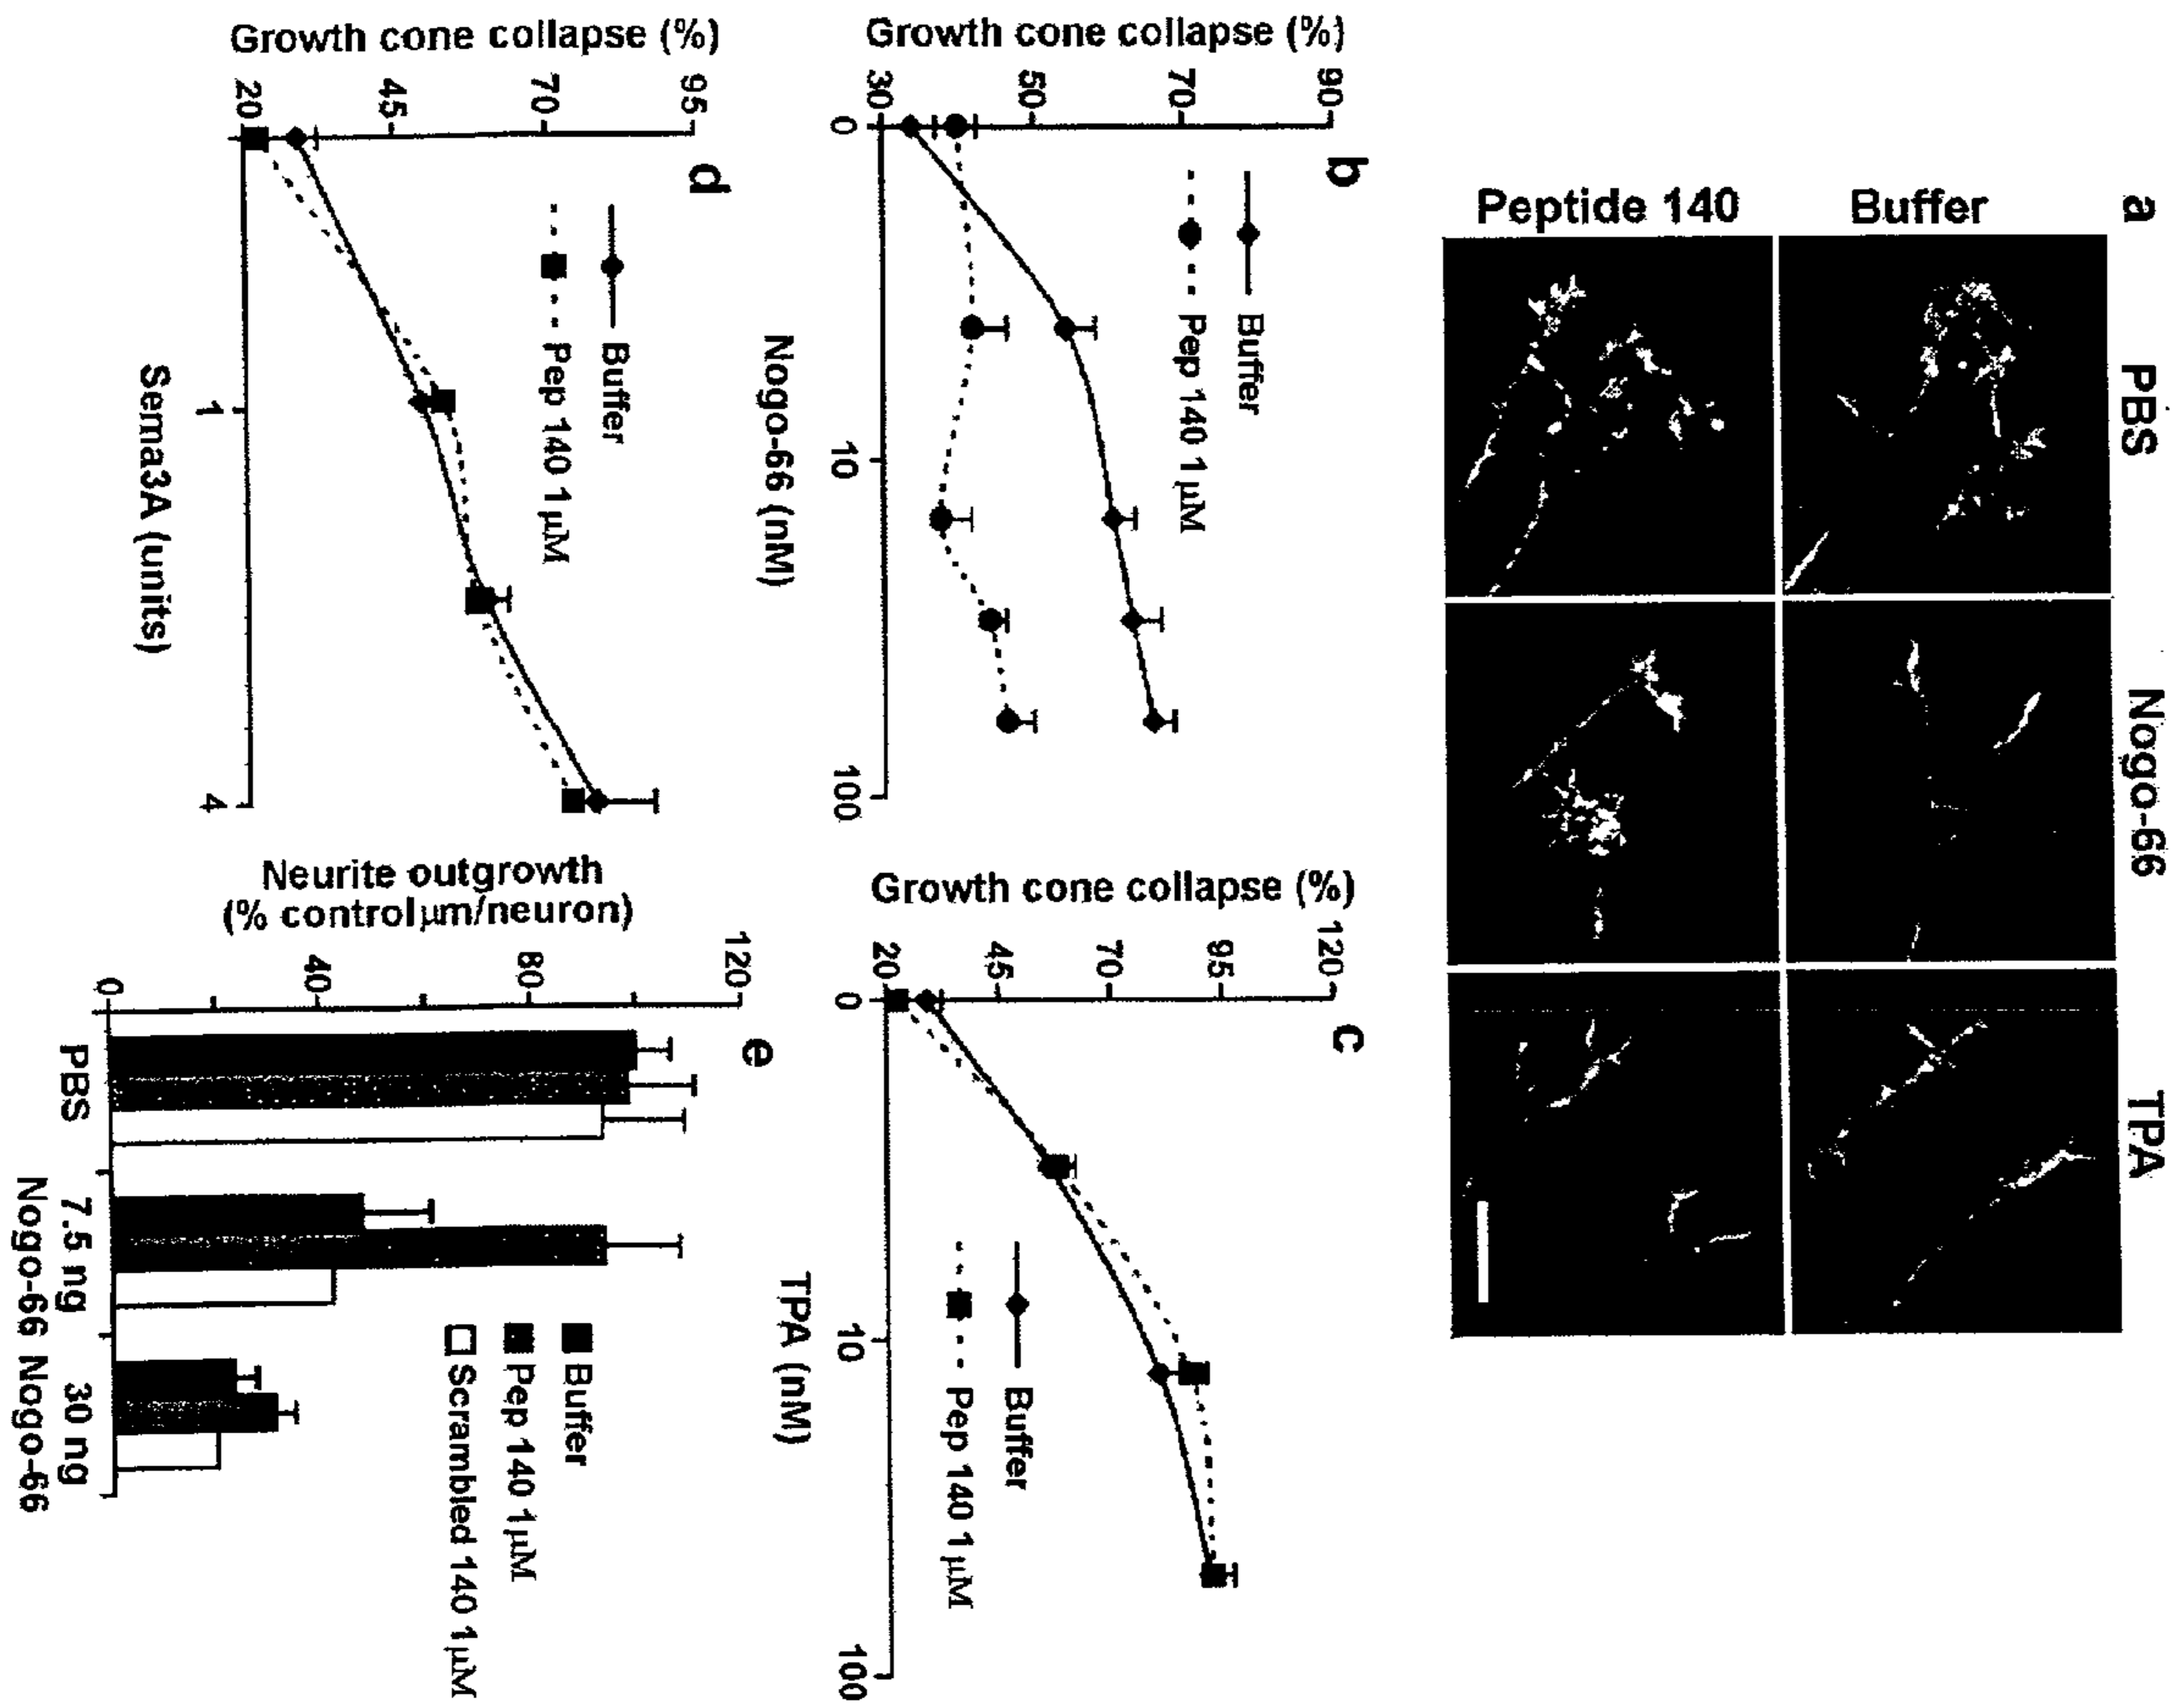 a
PBS
Nogo-66
TPA
Buffer
Peptide 140
b
Growth cone collapse (%)
90
70
50
30
Buffer
Pep 140 1 μM
0
10
100
Nogo-66 (nM)
c
Growth cone collapse (%)
120
95
70
45
20
Buffer
Pep 140 1μM
0
10
100
TPA (nM)
d
Growth cone collapse (%)
95
70
45
20
Buffer
Pep 140 1 μM
1
4
Sema3A (units)
e
Neurite outgrowth
(% control μm/neuron)
120
80
40
0
Buffer
Pep 140 1μM
Scrambled 140 1μM
PBS
7.5 ng
Nogo-66
30 ng
Nogo-66